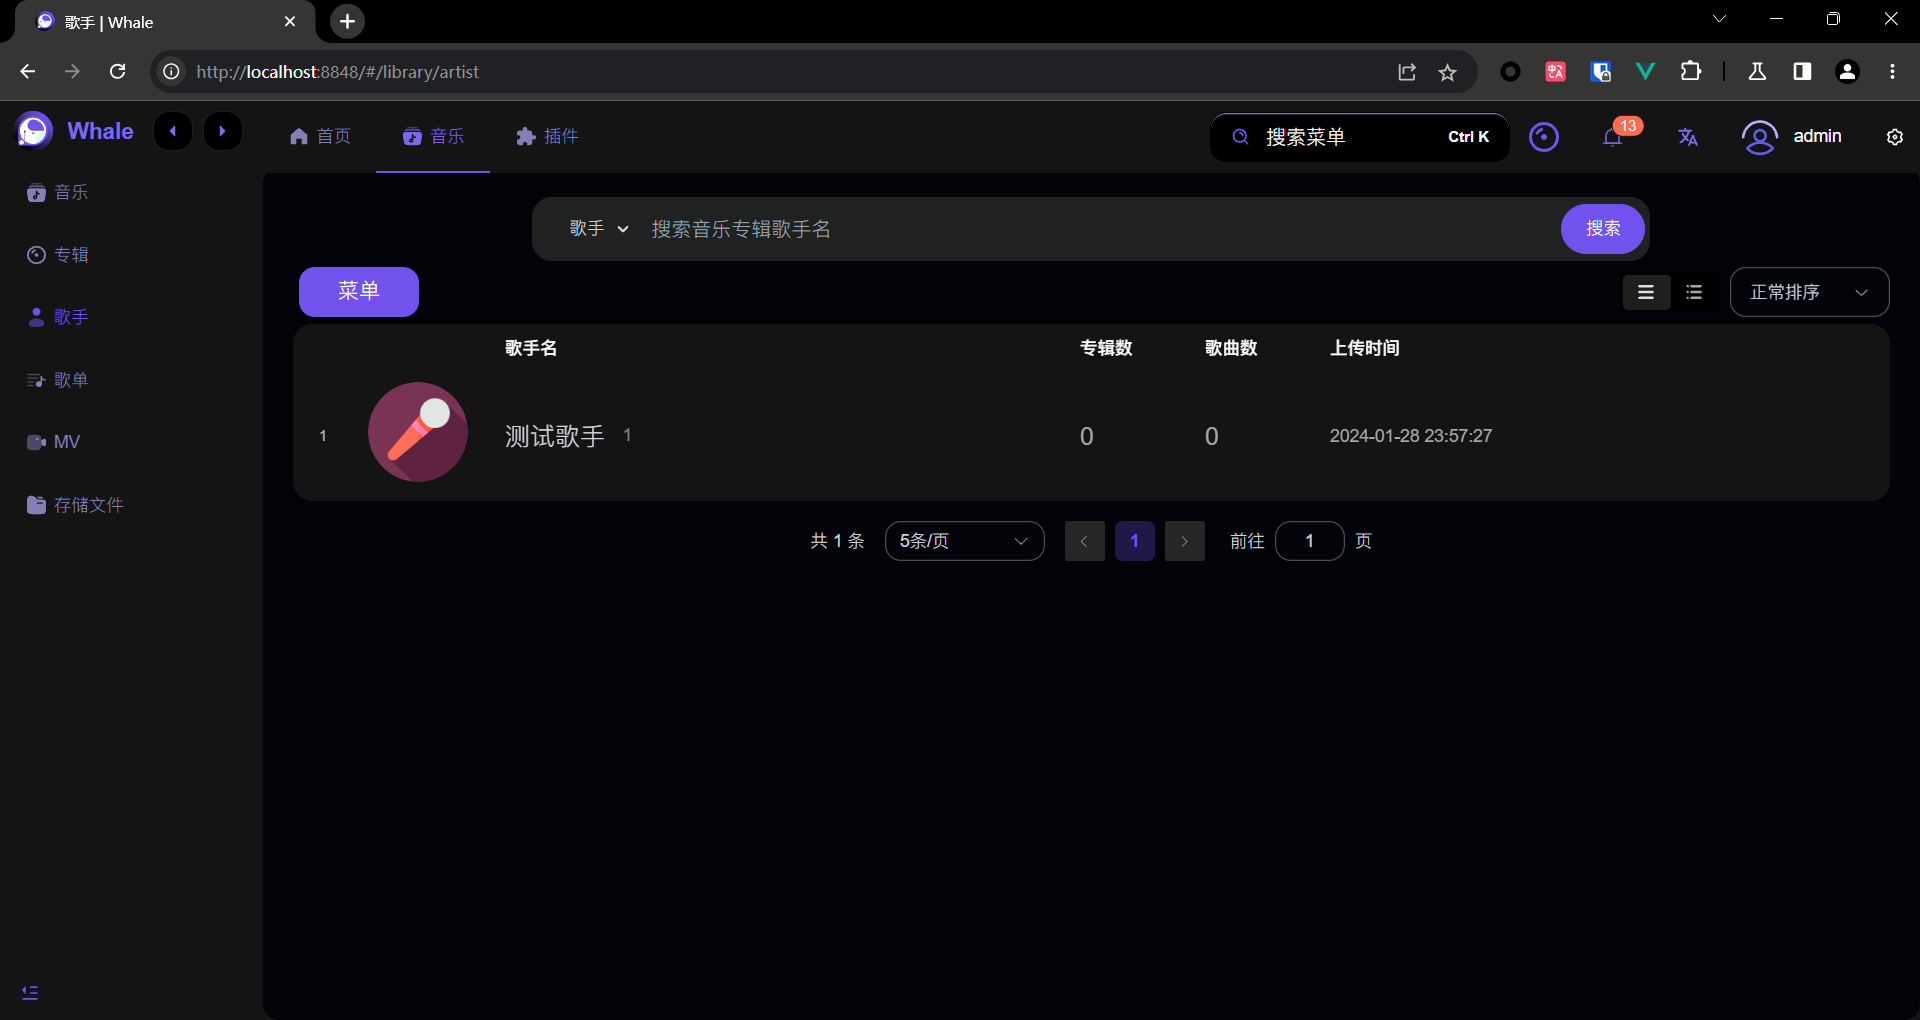 歌手 | Whale
http://localhost:8848/#/library/artist
Whale
首页
音乐
插件
搜索菜单
Ctrl K
13
admin
音乐
专辑
歌手
歌单
MV
存储文件
歌手
搜索音乐专辑歌手名
搜索
菜单
正常排序
歌手名
专辑数
歌曲数
上传时间
1
测试歌手 1
0
0
2024-01-28 23:57:27
共 1 条
5条/页
1
前往
1
页